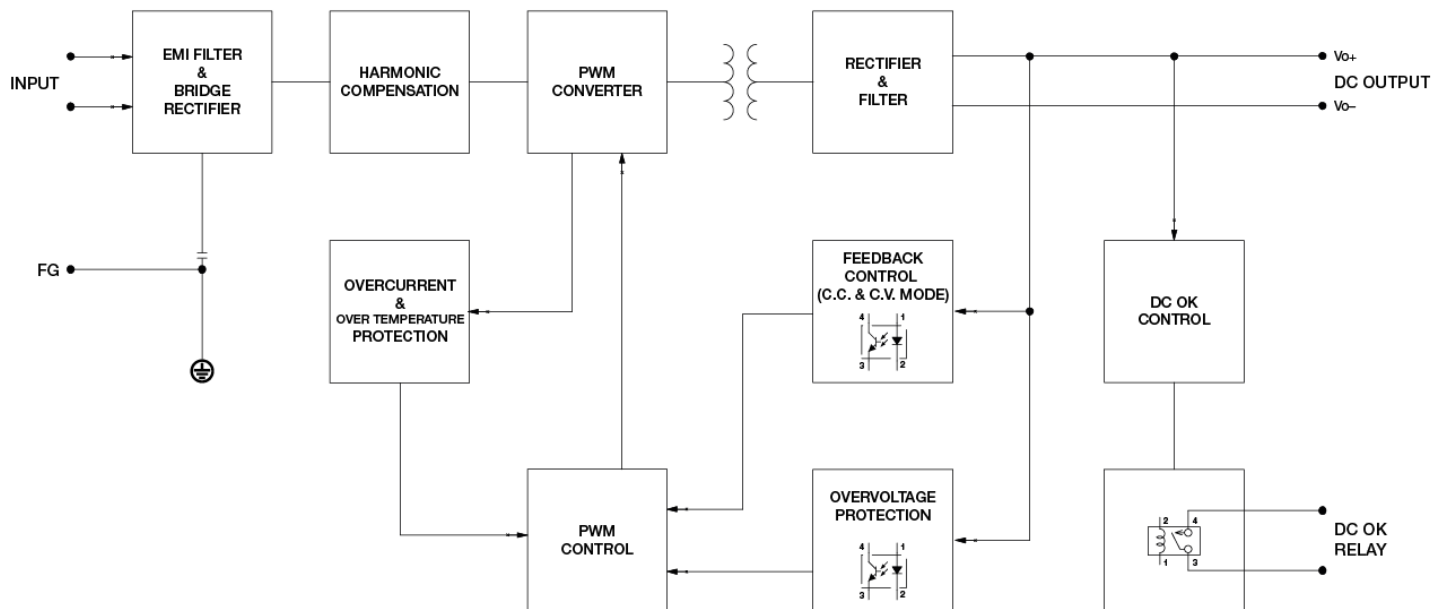 INPUT
EMI FILTER
&
BRIDGE
RECTIFIER
HARMONIC
COMPENSATION
PWM
CONVERTER
RECTIFIER
&
FILTER
Vo+
DC OUTPUT
Vo–
FG
OVERCURRENT
&
OVER TEMPERATURE
PROTECTION
FEEDBACK
CONTROL
(C.C. & C.V. MODE)
4 1
3 2
DC OK
CONTROL
PWM
CONTROL
OVERVOLTAGE
PROTECTION
4 1
3 2
2 4
1 3
DC OK
RELAY